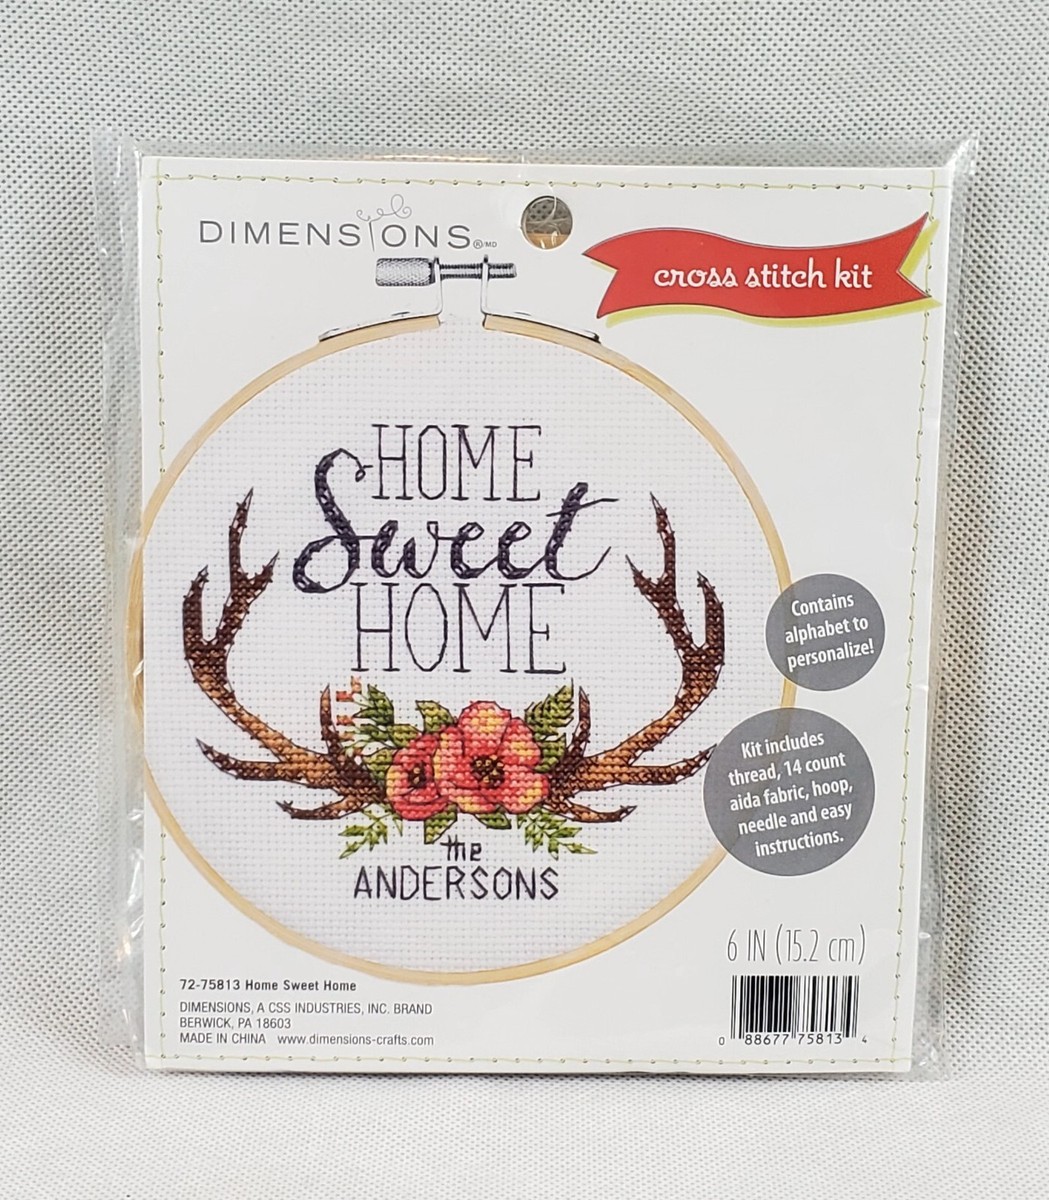 DIMENSIONS®/MD
cross stitch kit
HOME
Sweet
HOME
the
ANDERSONS
Contains
alphabet to
personalize!
Kit includes
thread, 14 count
aida fabric, hoop,
needle and easy
instructions.
6 IN (15.2 cm)
72-75813 Home Sweet Home
DIMENSIONS, A CSS INDUSTRIES, INC. BRAND
BERWICK, PA 18603
MADE IN CHINA www.dimensions-crafts.com
0 88677 75813 4